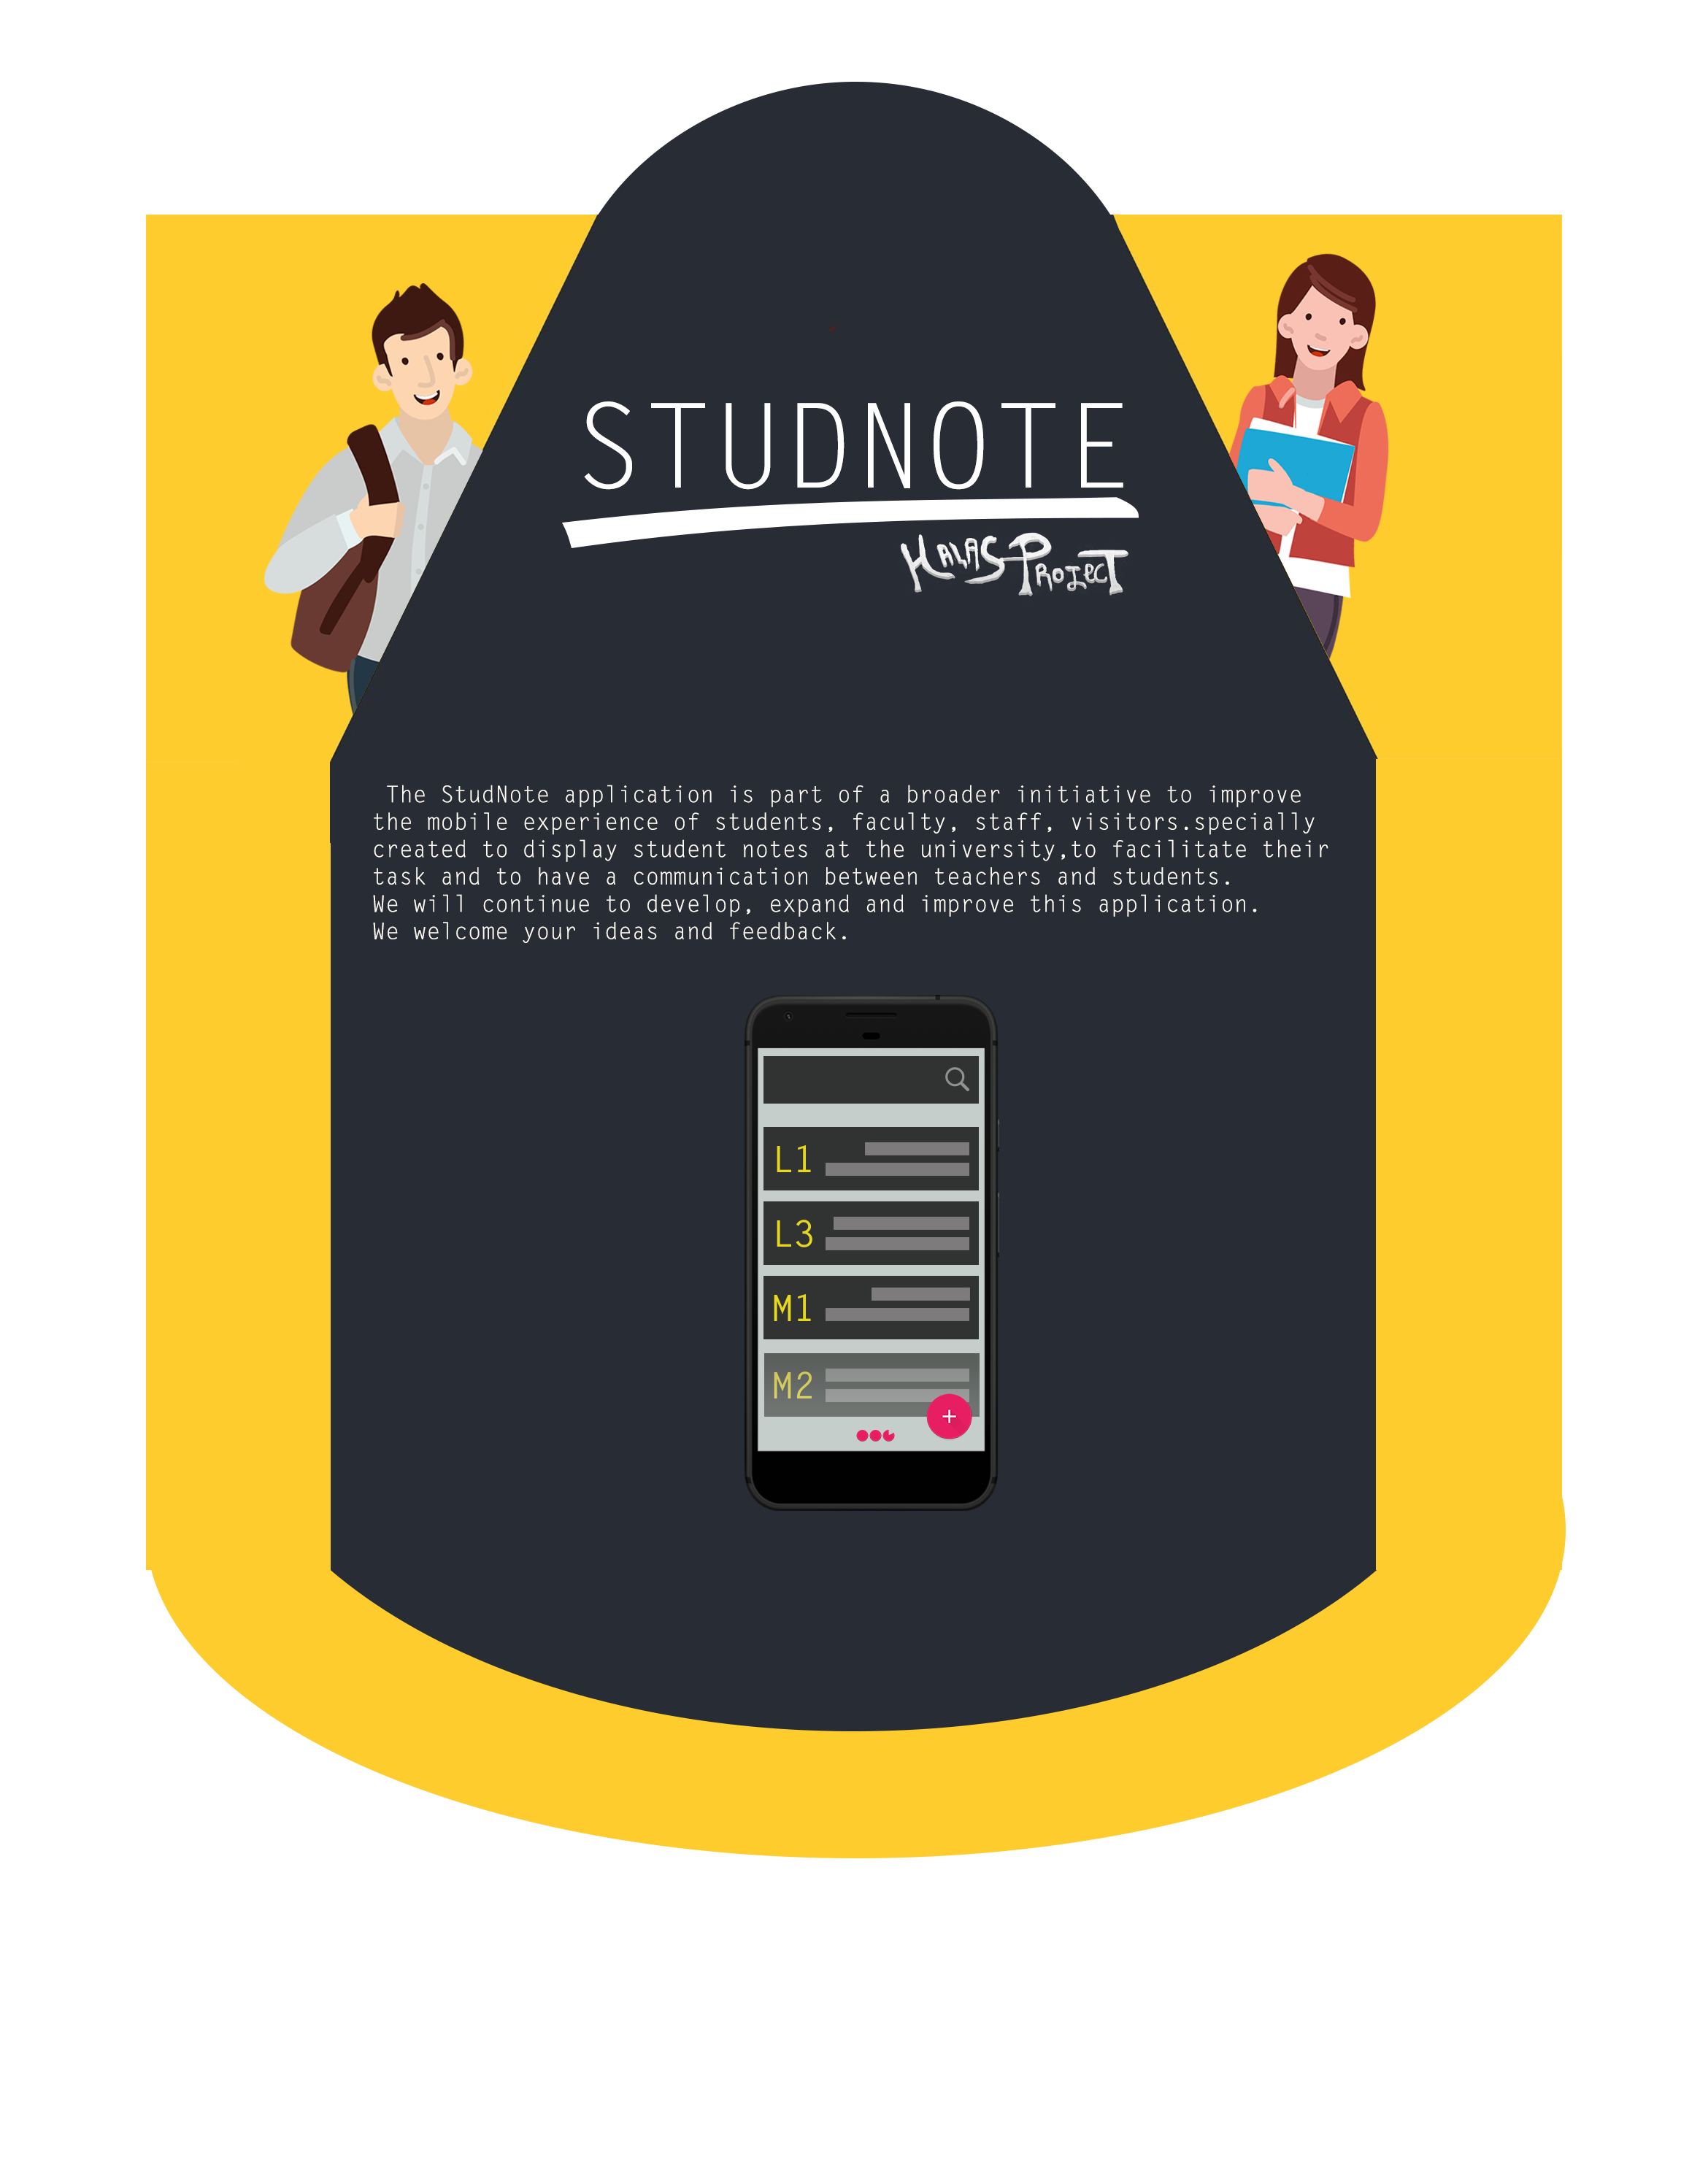 STUDNOTE
HALAS PROJECT
The StudNote application is part of a broader initiative to improve
the mobile experience of students, faculty, staff, visitors.specially
created to display student notes at the university,to facilitate their
task and to have a communication between teachers and students.
We will continue to develop, expand and improve this application.
We welcome your ideas and feedback.
L1
L3
M1
M2
+